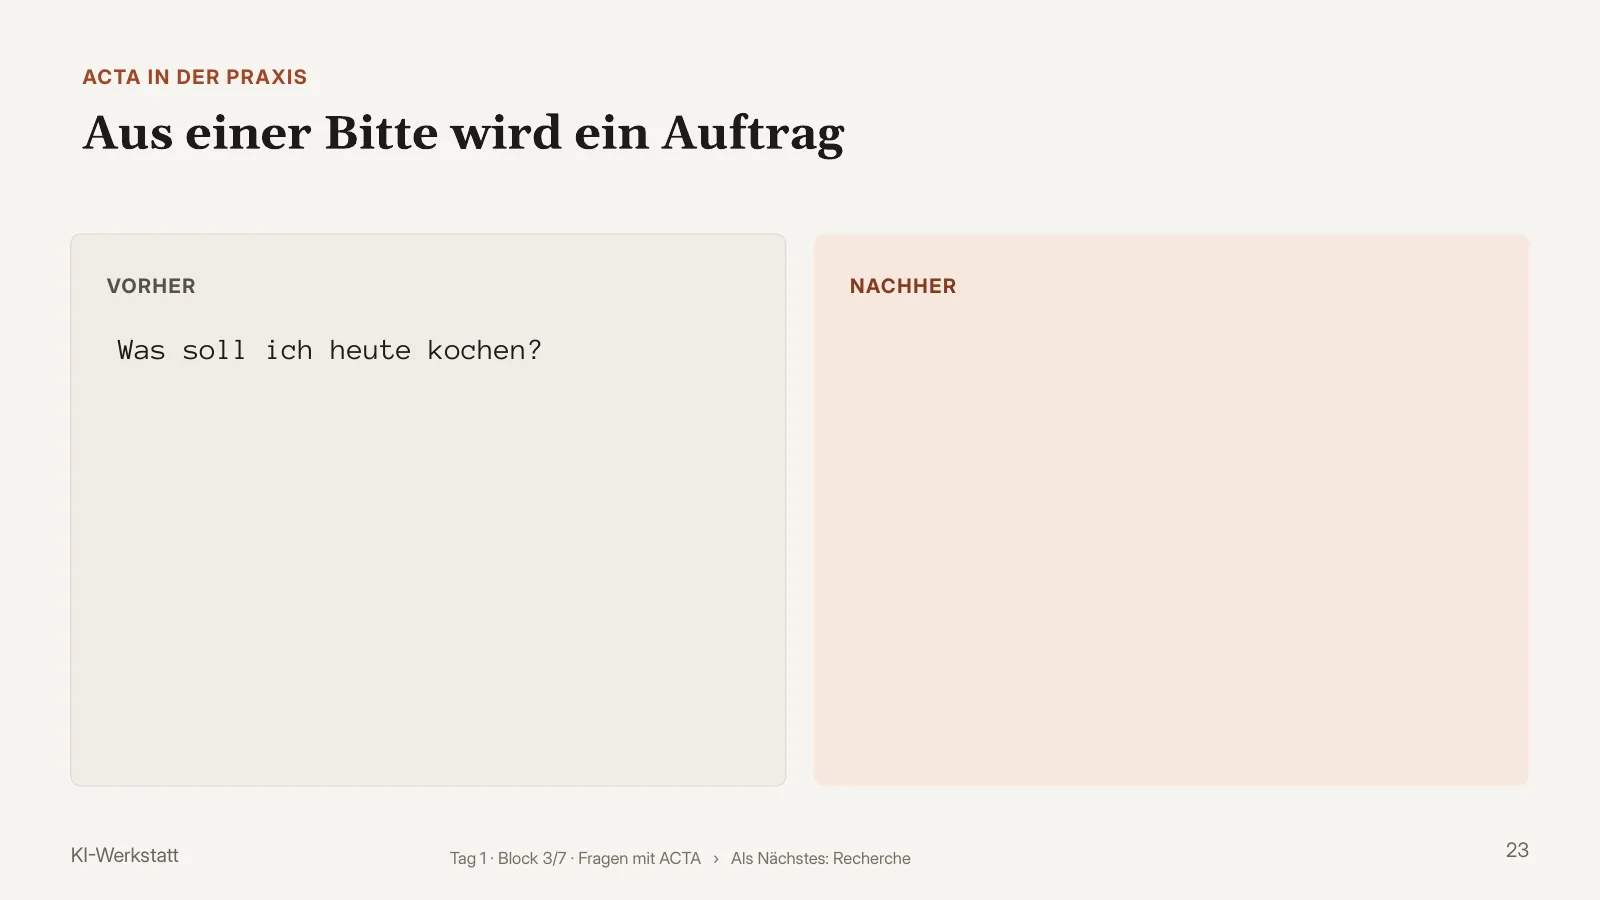 ACTA IN DER PRAXIS
Aus einer Bitte wird ein Auftrag
VORHER
Was soll ich heute kochen?
NACHHER
KI-Werkstatt
Tag 1 · Block 3/7 · Fragen mit ACTA › Als Nächstes: Recherche
23